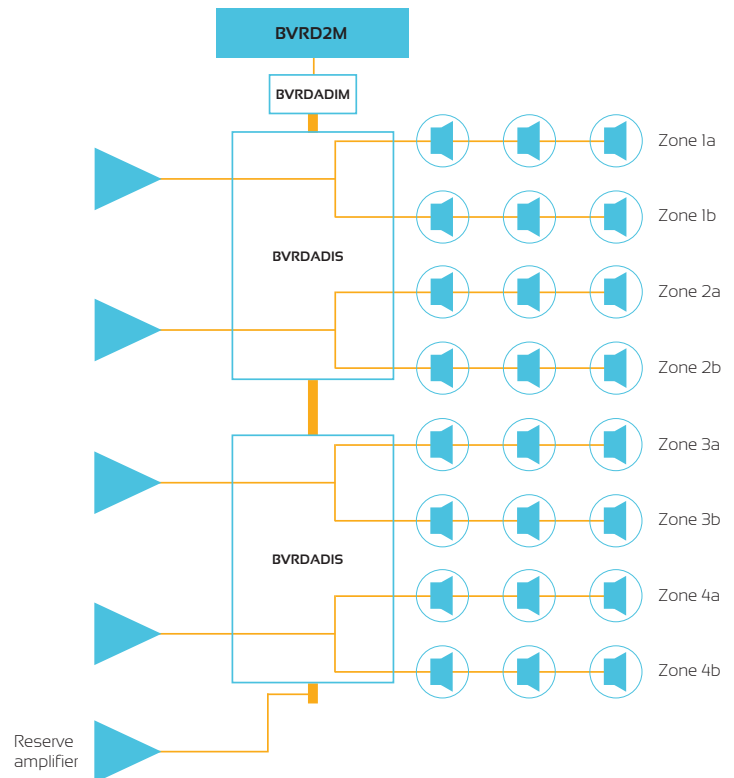 BVRD2M
BVRDADIM
Zone 1a
Zone 1b
BVRDADIS
Zone 2a
Zone 2b
Zone 3a
Zone 3b
BVRDADIS
Zone 4a
Zone 4b
Reserve
amplifier